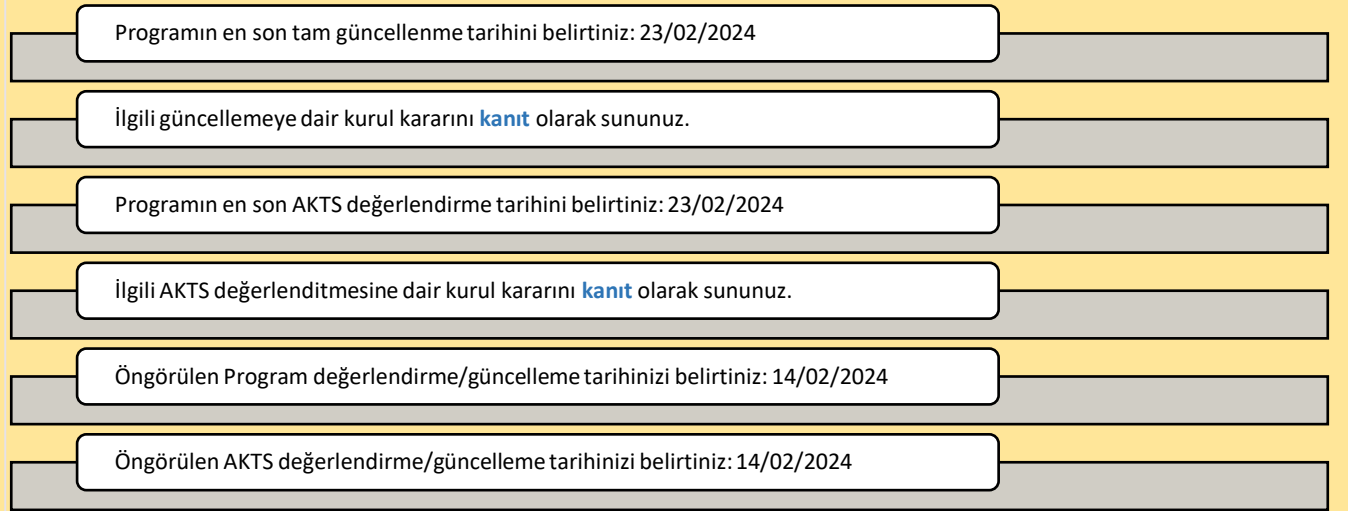 Programın en son tam güncellenme tarihini belirtiniz: 23/02/2024
İlgili güncellemeye dair kurul kararını kanıt olarak sununuz.
Programın en son AKTS değerlendirme tarihini belirtiniz: 23/02/2024
İlgili AKTS değerlenditmesine dair kurul kararını kanıt olarak sununuz.
Öngörülen Program değerlendirme/güncelleme tarihinizi belirtiniz: 14/02/2024
Öngörülen AKTS değerlendirme/güncelleme tarihinizi belirtiniz: 14/02/2024